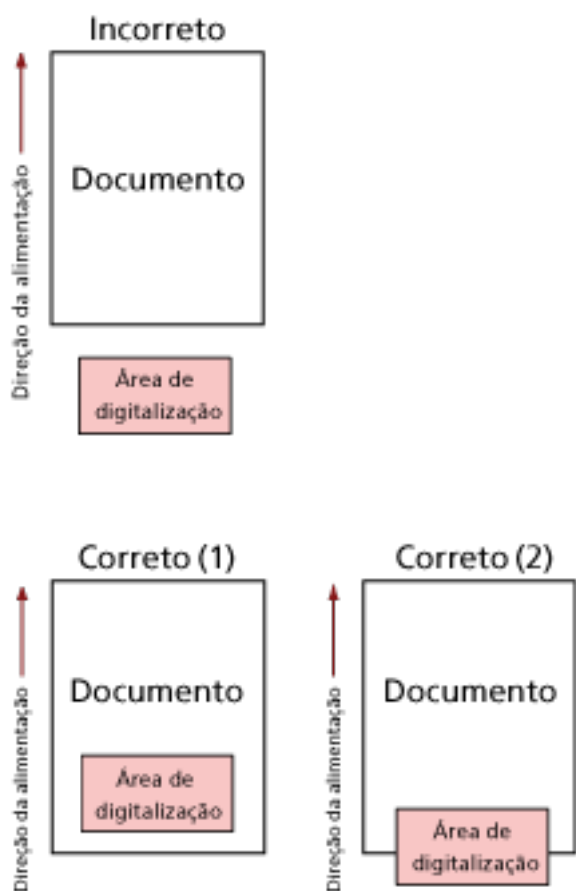 Incorreto
Direção da alimentação
Documento
Área de
digitalização
Correto (1)
Direção da alimentação
Documento
Área de
digitalização
Correto (2)
Direção da alimentação
Documento
Área de
digitalização